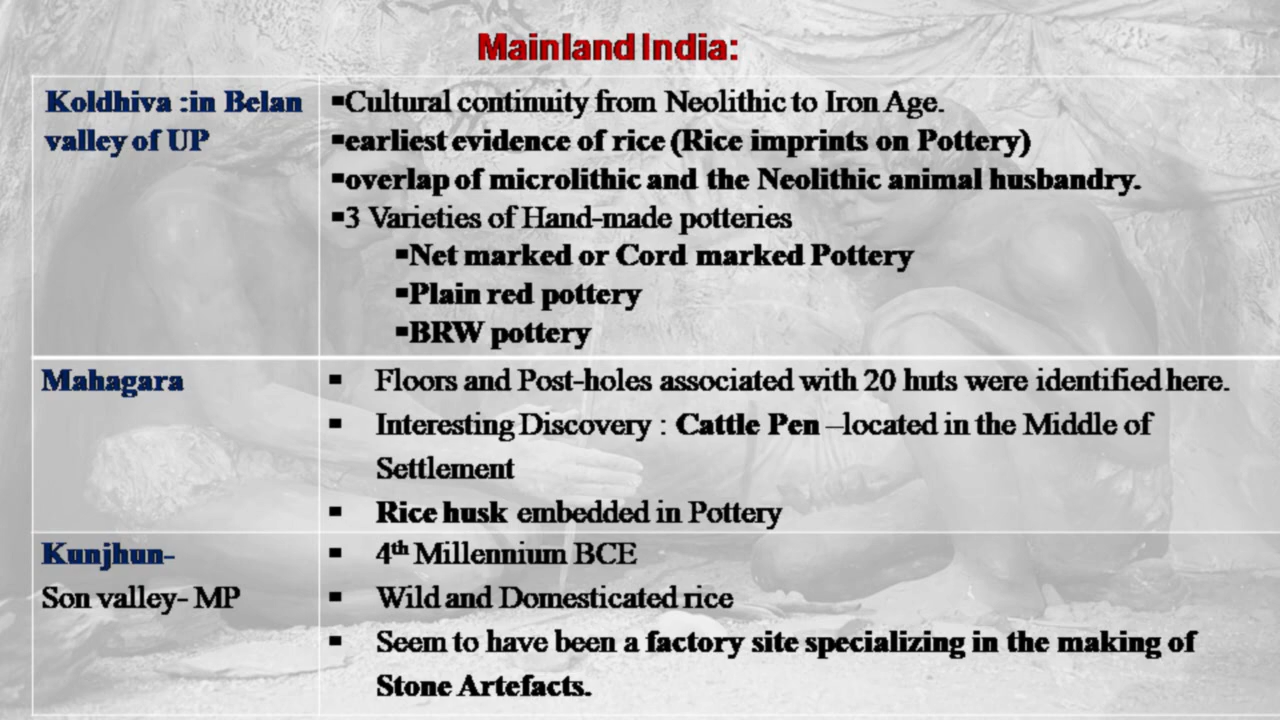 Mainland India:
Koldhiva :in Belan
valley of UP
▪Cultural continuity from Neolithic to Iron Age.
▪earliest evidence of rice (Rice imprints on Pottery)
▪overlap of microlithic and the Neolithic animal husbandry.
▪3 Varieties of Hand-made potteries
▪Net marked or Cord marked Pottery
▪Plain red pottery
▪BRW pottery
Mahagara
▪ Floors and Post-holes associated with 20 huts were identified here.
▪ Interesting Discovery : Cattle Pen –located in the Middle of
Settlement
▪ Rice husk embedded in Pottery
Kunjhun-
Son valley- MP
▪ 4th Millennium BCE
▪ Wild and Domesticated rice
▪ Seem to have been a factory site specializing in the making of
Stone Artefacts.